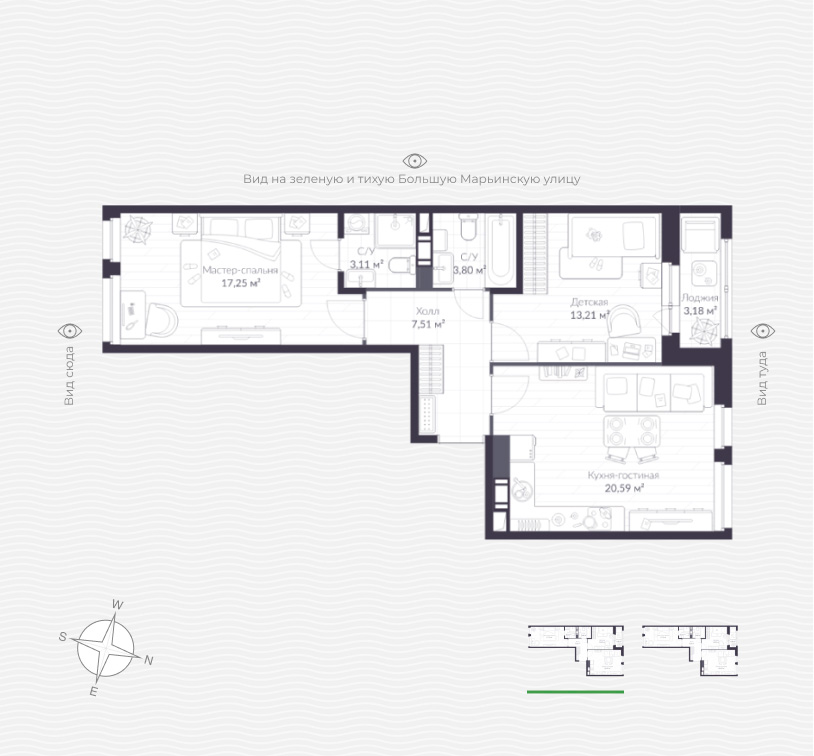 Вид на зеленую и тихую Большую Марьинскую улицу
С/У
3,11 м²
С/У
3,80 м²
Мастер-спальня
17,25 м²
Холл
7,51 м²
Детская
13,21 м²
Лоджия
3,18 м²
Вид сюда
Вид туда
Кухня-гостиная
20,59 м²
W
S
N
E